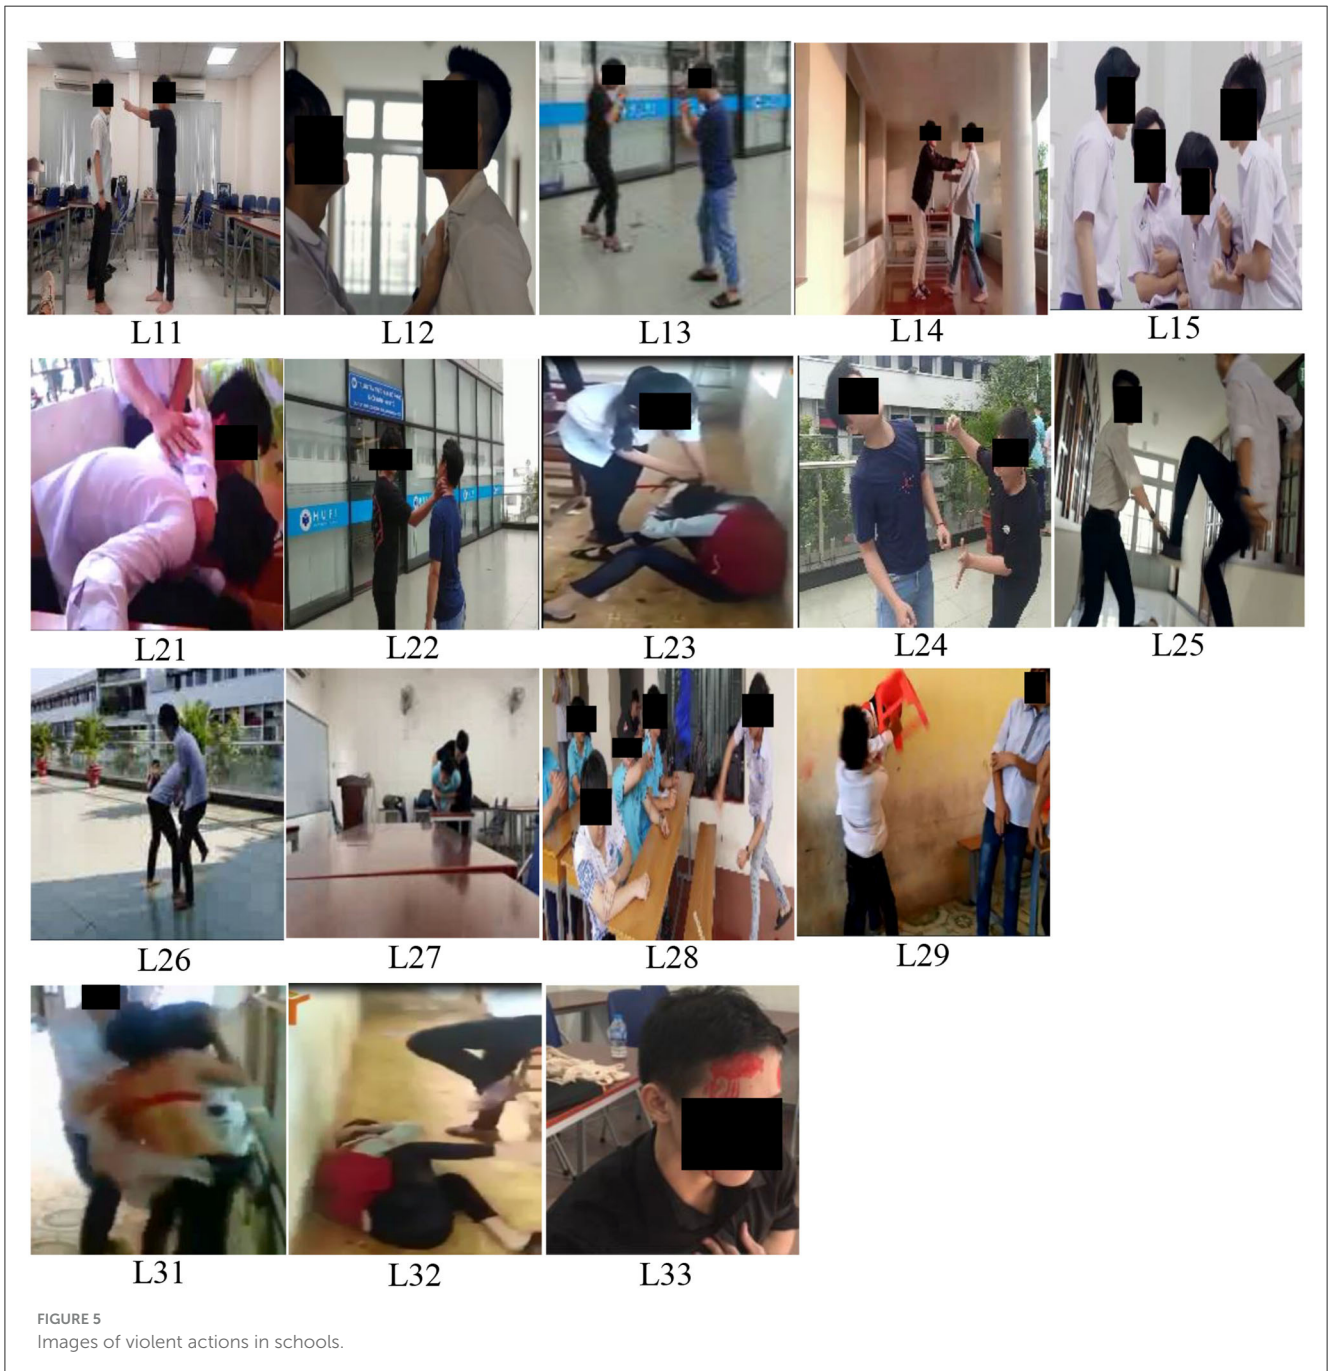 L11 L12 L13 L14 L15
L21 L22 L23 L24 L25
HUFI
L26 L27 L28 L29
L31 L32 L33
FIGURE 5
Images of violent actions in schools.